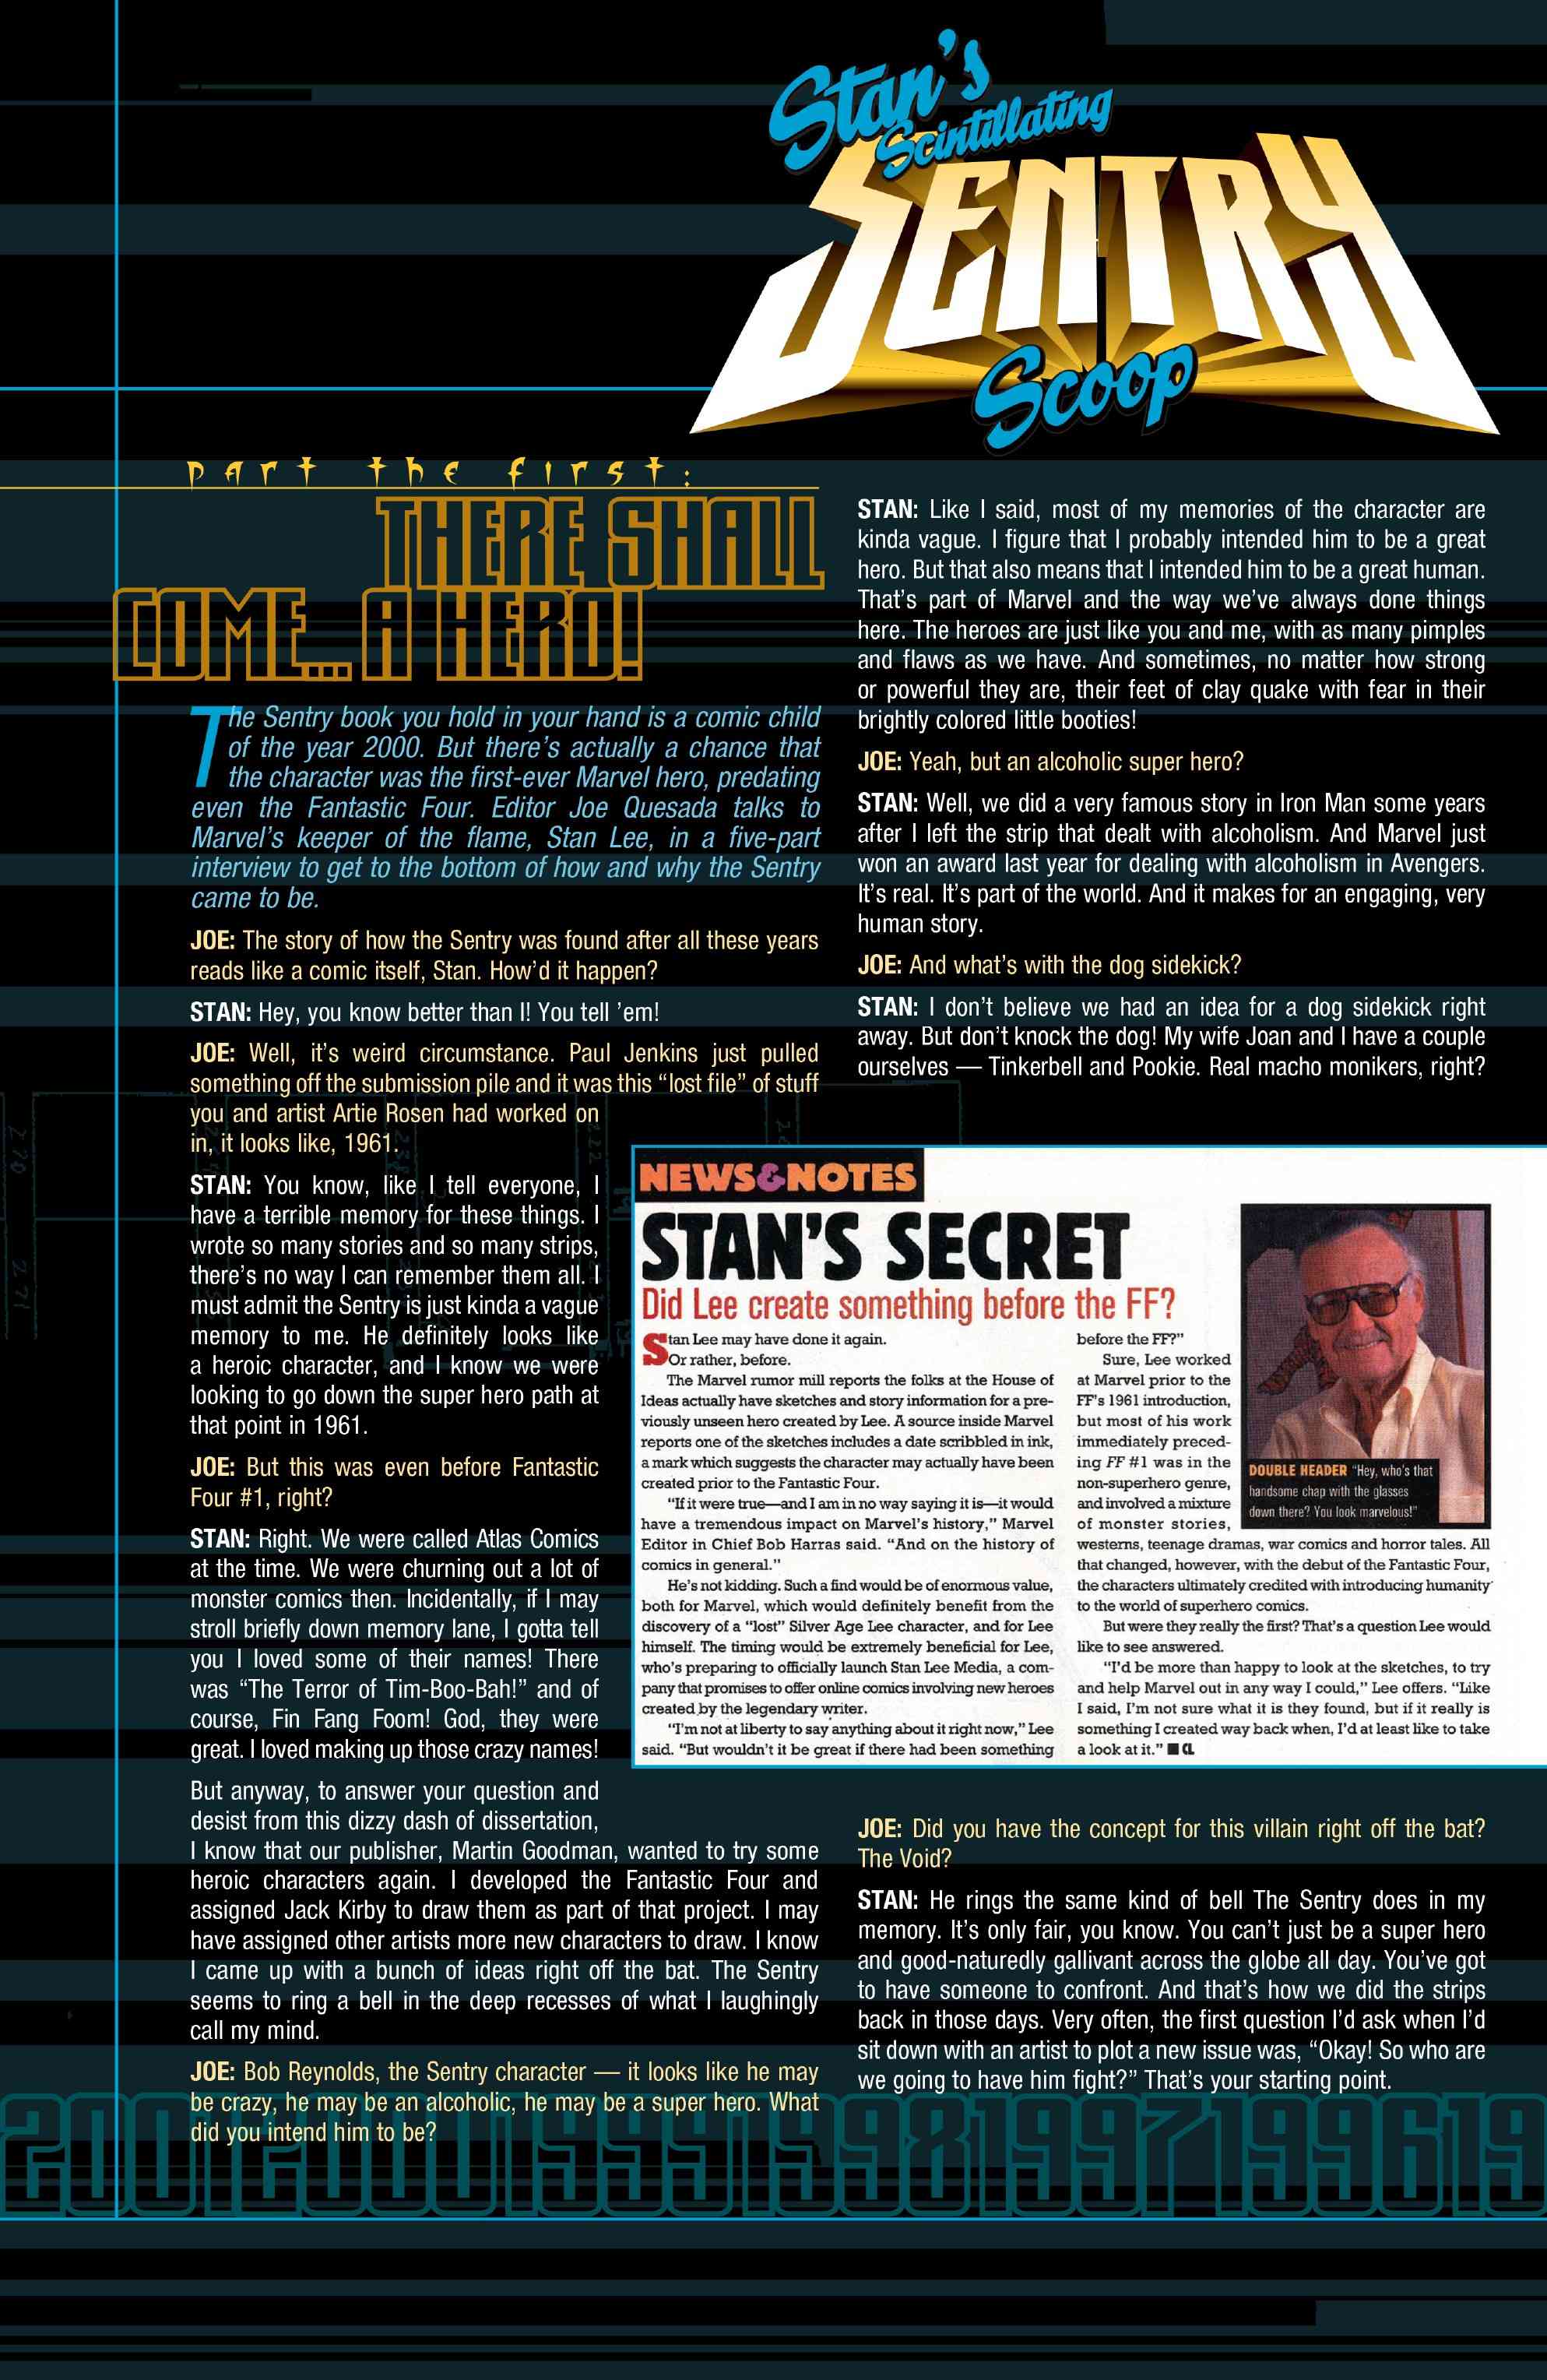 Stan's
Scintillating
SENTRY
Scoop
part the first:
THERE SHALL
COME... A HERO!
The Sentry book you hold in your hand is a comic child
of the year 2000. But there's actually a chance that
the character was the first-ever Marvel hero, predating
even the Fantastic Four. Editor Joe Quesada talks to
Marvel's keeper of the flame, Stan Lee, in a five-part
interview to get to the bottom of how and why the Sentry
came to be.
JOE: The story of how the Sentry was found after all these years
reads like a comic itself, Stan. How'd it happen?
STAN: Hey, you know better than I! You tell 'em!
JOE: Well, it's weird circumstance. Paul Jenkins just pulled
something off the submission pile and it was this “lost file” of stuff
you and artist Artie Rosen had worked on
in, it looks like, 1961.
STAN: You know, like I tell everyone, I
have a terrible memory for these things. I
wrote so many stories and so many strips,
there's no way I can remember them all. I
must admit the Sentry is just kinda a vague
memory to me. He definitely looks like
a heroic character, and I know we were
looking to go down the super hero path at
that point in 1961.
JOE: But this was even before Fantastic
Four #1, right?
STAN: Right. We were called Atlas Comics
at the time. We were churning out a lot of
monster comics then. Incidentally, if I may
stroll briefly down memory lane, I gotta tell
you I loved some of their names! There
was “The Terror of Tim-Boo-Bah!” and of
course, Fin Fang Foom! God, they were
great. I loved making up those crazy names!
But anyway, to answer your question and
desist from this dizzy dash of dissertation,
I know that our publisher, Martin Goodman, wanted to try some
heroic characters again. I developed the Fantastic Four and
assigned Jack Kirby to draw them as part of that project. I may
have assigned other artists more new characters to draw. I know
I came up with a bunch of ideas right off the bat. The Sentry
seems to ring a bell in the deep recesses of what I laughingly
call my mind.
JOE: Bob Reynolds, the Sentry character — it looks like he may
be crazy, he may be an alcoholic, he may be a super hero. What
did you intend him to be?
STAN: Like I said, most of my memories of the character are
kinda vague. I figure that I probably intended him to be a great
hero. But that also means that I intended him to be a great human.
That's part of Marvel and the way we've always done things
here. The heroes are just like you and me, with as many pimples
and flaws as we have. And sometimes, no matter how strong
or powerful they are, their feet of clay quake with fear in their
brightly colored little booties!
JOE: Yeah, but an alcoholic super hero?
STAN: Well, we did a very famous story in Iron Man some years
after I left the strip that dealt with alcoholism. And Marvel just
won an award last year for dealing with alcoholism in Avengers.
It's real. It's part of the world. And it makes for an engaging, very
human story.
JOE: And what's with the dog sidekick?
STAN: I don't believe we had an idea for a dog sidekick right
away. But don't knock the dog! My wife Joan and I have a couple
ourselves — Tinkerbell and Pookie. Real macho monikers, right?
NEWS&NOTES
STAN'S SECRET
Did Lee create something before the FF?
Stan Lee may have done it again.
Or rather, before.
The Marvel rumor mill reports the folks at the House of
Ideas actually have sketches and story information for a pre-
viously unseen hero created by Lee. A source inside Marvel
reports one of the sketches includes a date scribbled in ink,
a mark which suggests the character may actually have been
created prior to the Fantastic Four.
“If it were true—and I am in no way saying it is—it would
have a tremendous impact on Marvel's history,” Marvel
Editor in Chief Bob Harras said. “And on the history of
comics in general.”
He's not kidding. Such a find would be of enormous value,
both for Marvel, which would definitely benefit from the
discovery of a “lost” Silver Age Lee character, and for Lee
himself. The timing would be extremely beneficial for Lee,
who's preparing to officially launch Stan Lee Media, a com-
pany that promises to offer online comics involving new heroes
created by the legendary writer.
“I'm not at liberty to say anything about it right now,” Lee
said. “But wouldn't it be great if there had been something
before the FF?”
Sure, Lee worked
at Marvel prior to the
FF's 1961 introduction,
but most of his work
immediately preced-
ing FF #1 was in the
non-superhero genre,
and involved a mixture
of monster stories,
westerns, teenage dramas, war comics and horror tales. All
that changed, however, with the debut of the Fantastic Four,
the characters ultimately credited with introducing humanity
to the world of superhero comics.
But were they really the first? That's a question Lee would
like to see answered.
“I'd be more than happy to look at the sketches, to try
and help Marvel out in any way I could,” Lee offers. “Like
I said, I'm not sure what it is they found, but if it really is
something I created way back when, I'd at least like to take
a look at it.” ■ CL
DOUBLE HEADER “Hey, who's that
handsome chap with the glasses
down there? You look marvelous!”
JOE: Did you have the concept for this villain right off the bat?
The Void?
STAN: He rings the same kind of bell The Sentry does in my
memory. It's only fair, you know. You can't just be a super hero
and good-naturedly gallivant across the globe all day. You've got
to have someone to confront. And that's how we did the strips
back in those days. Very often, the first question I'd ask when I'd
sit down with an artist to plot a new issue was, “Okay! So who are
we going to have him fight?” That's your starting point.
20012000199919981997199619